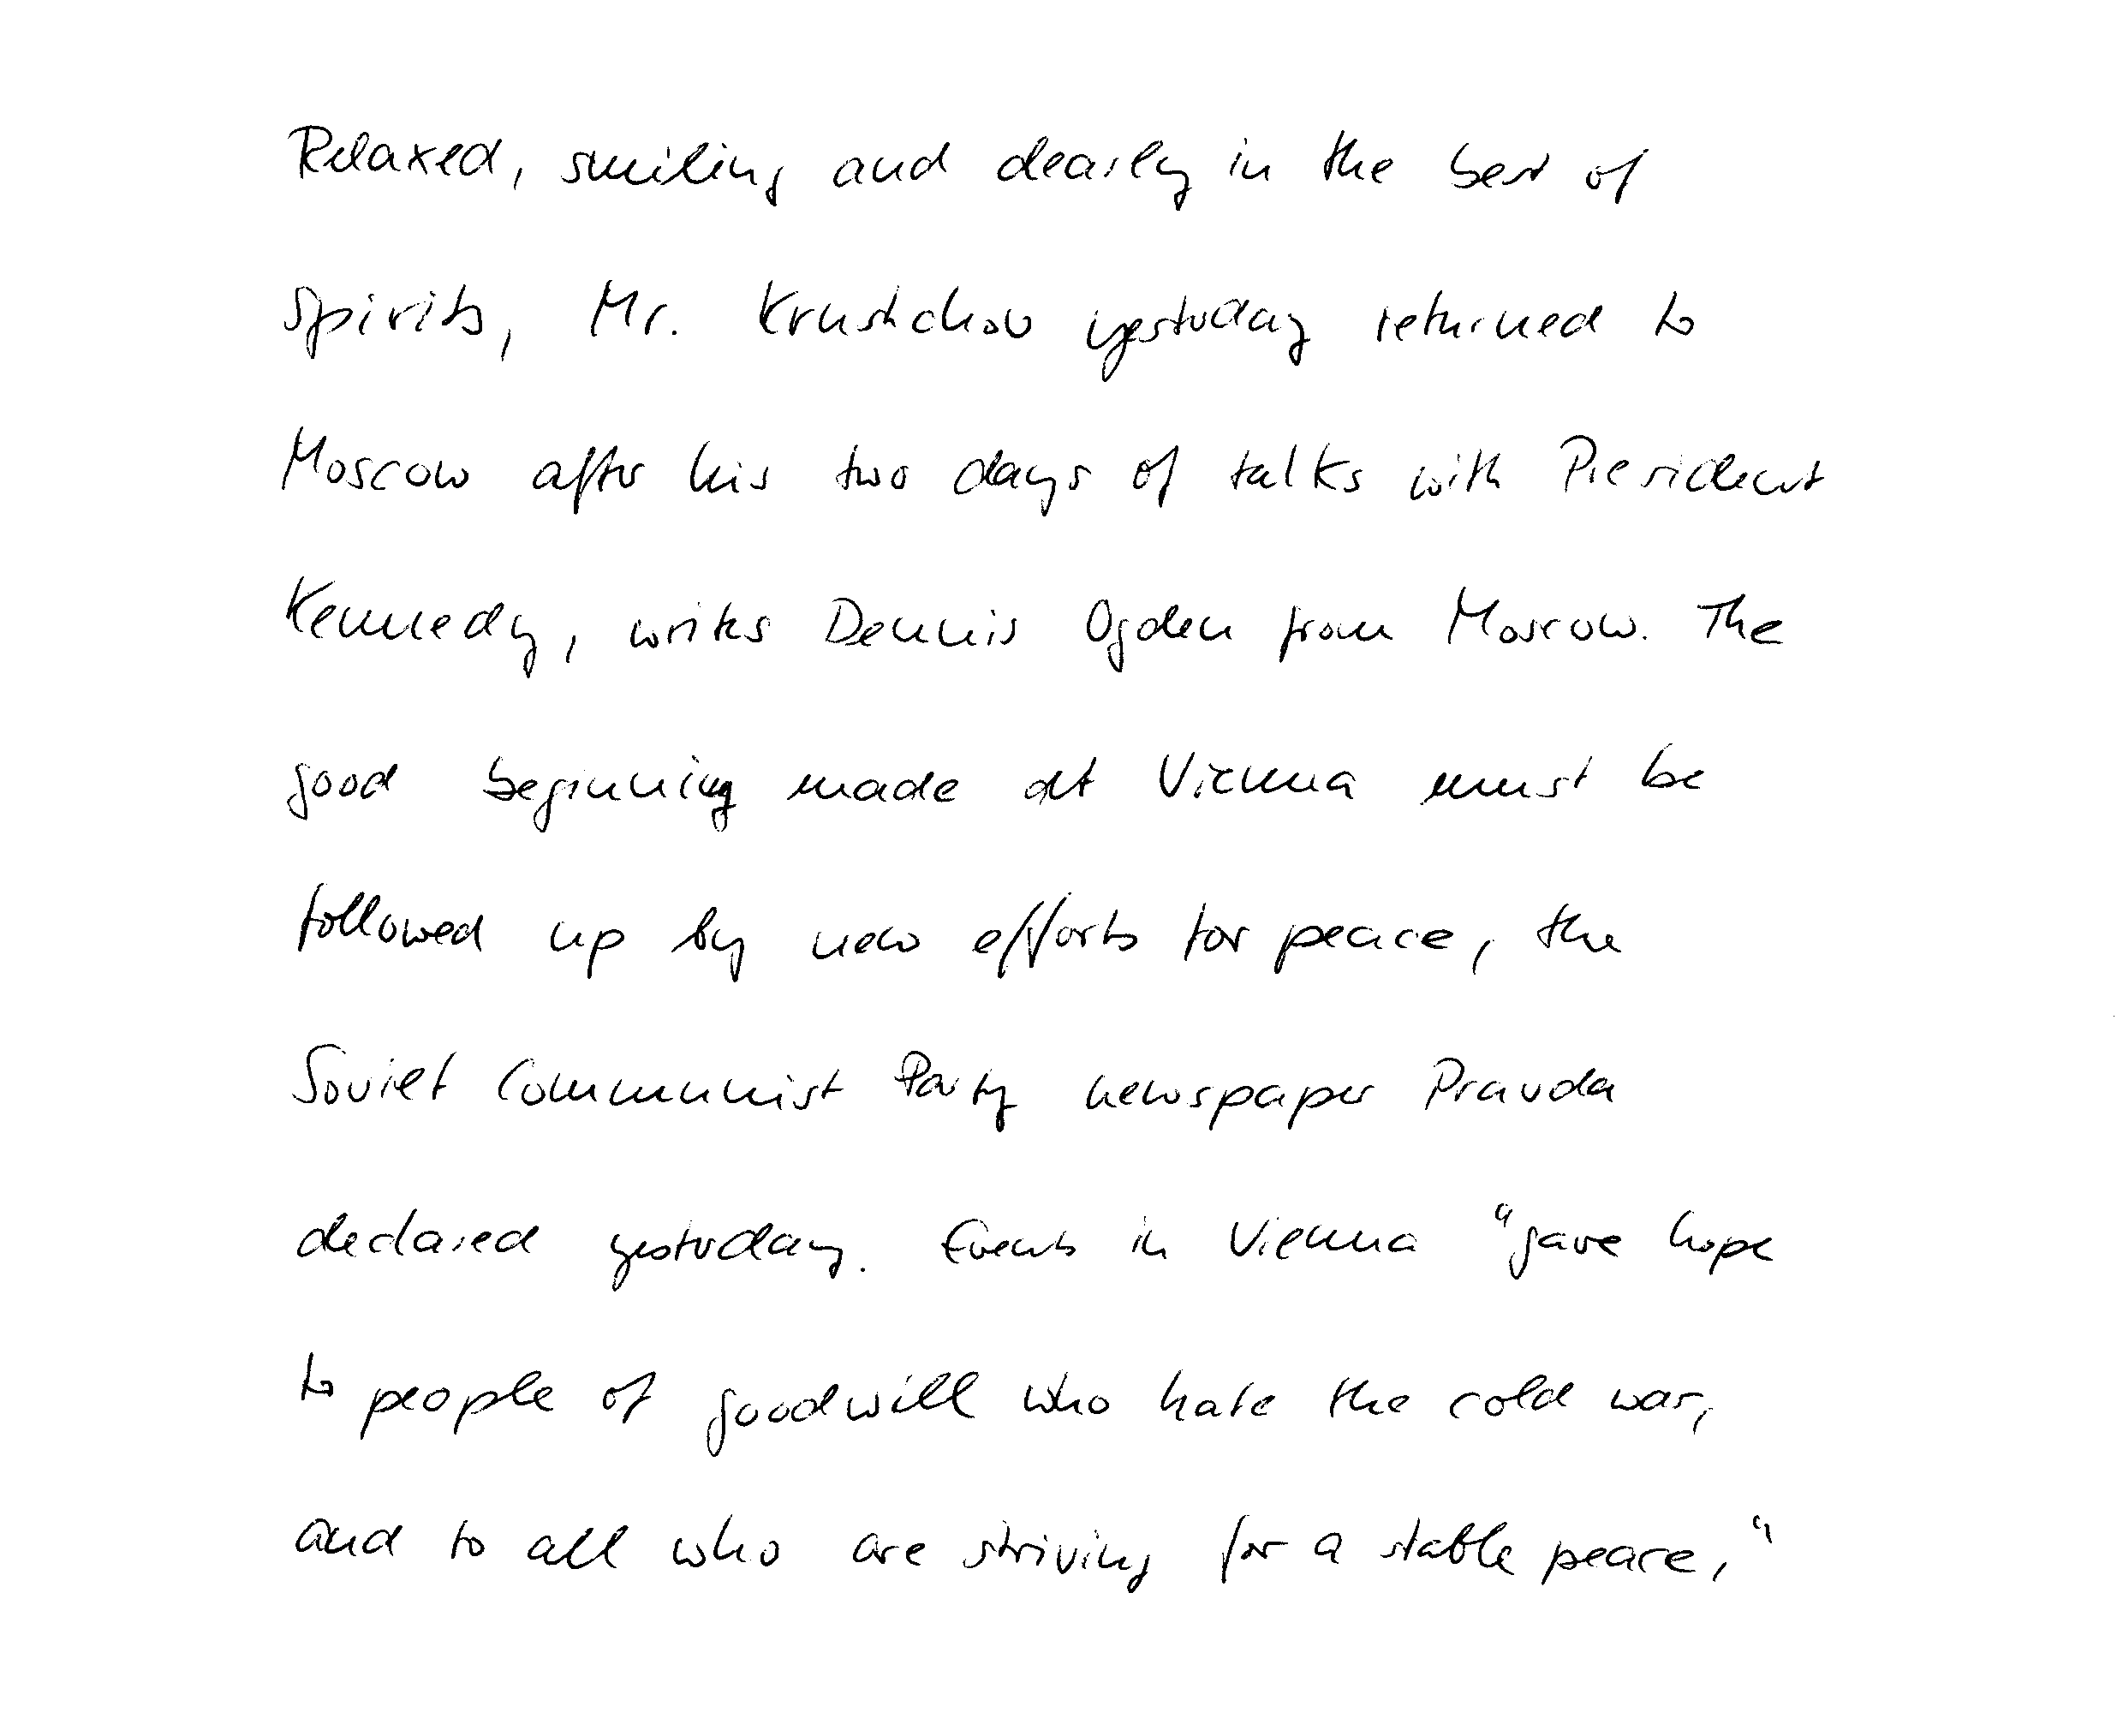 Relaxed, smiling and clearly in the best of
spirits, Mr. Krushchov yesterday returned to
Moscow after his two days of talks with President
Kennedy, writes Dennis Ogden from Moscow. The
good beginning made at Vienna must be
followed up by new efforts for peace, the
Soviet Communist Party newspaper Pravda
declared yesterday. Events in Vienna "gave hope
to people of goodwill who hate the cold war,
and to all who are striving for a stable peace,"